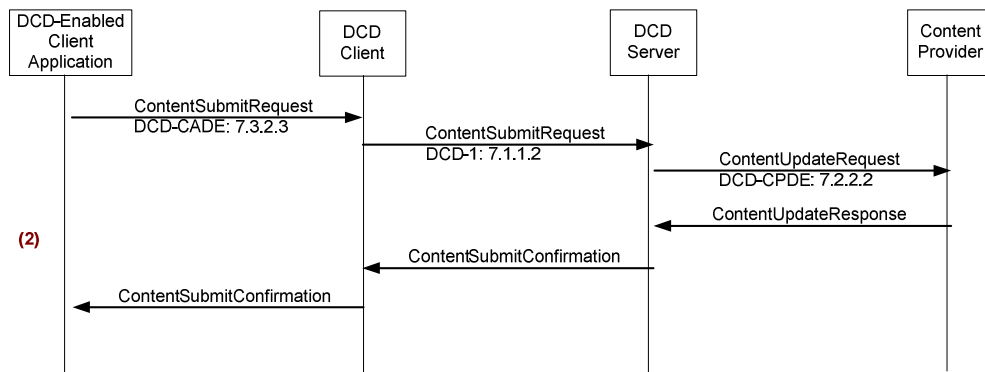 DCD-Enabled
Client
Application
DCD
Client
DCD
Server
Content
Provider
ContentSubmitRequest
DCD-CADE: 7.3.2.3
ContentSubmitRequest
DCD-1: 7.1.1.2
ContentUpdateRequest
DCD-CPDE: 7.2.2.2
ContentUpdateResponse
(2)
ContentSubmitConfirmation
ContentSubmitConfirmation